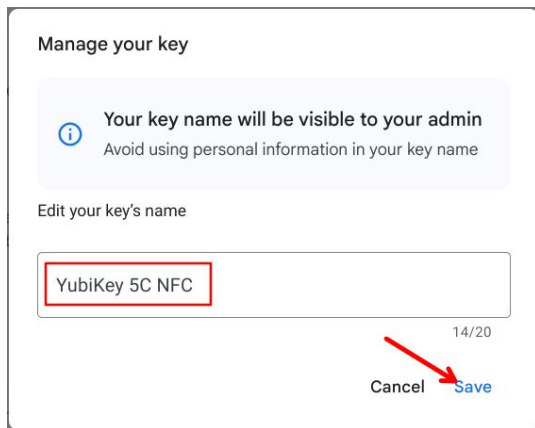 Manage your key
Your key name will be visible to your admin
Avoid using personal information in your key name
Edit your key's name
YubiKey 5C NFC
14/20
Cancel Save